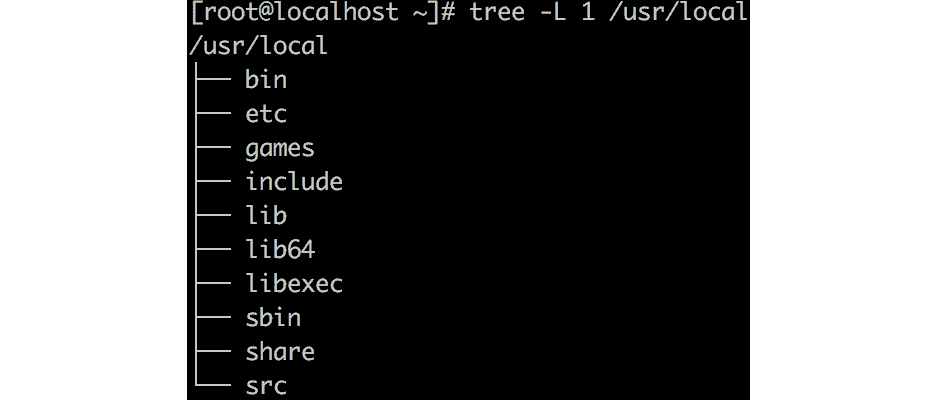 [root@localhost ~]# tree -L 1 /usr/local
/usr/local
├── bin
├── etc
├── games
├── include
├── lib
├── lib64
├── libexec
├── sbin
├── share
└── src